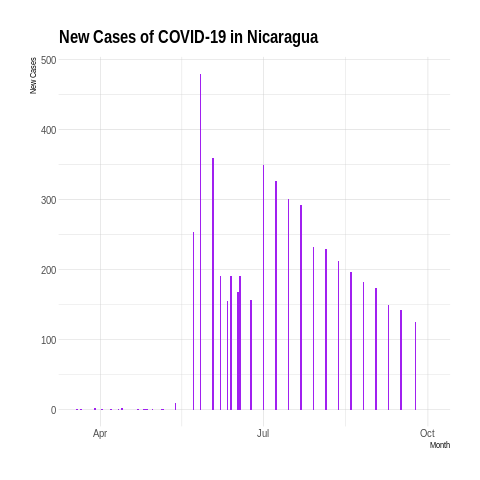 New Cases of COVID-19 in Nicaragua
New Cases
500
400
300
200
100
0
Apr
Jul
Oct
Month